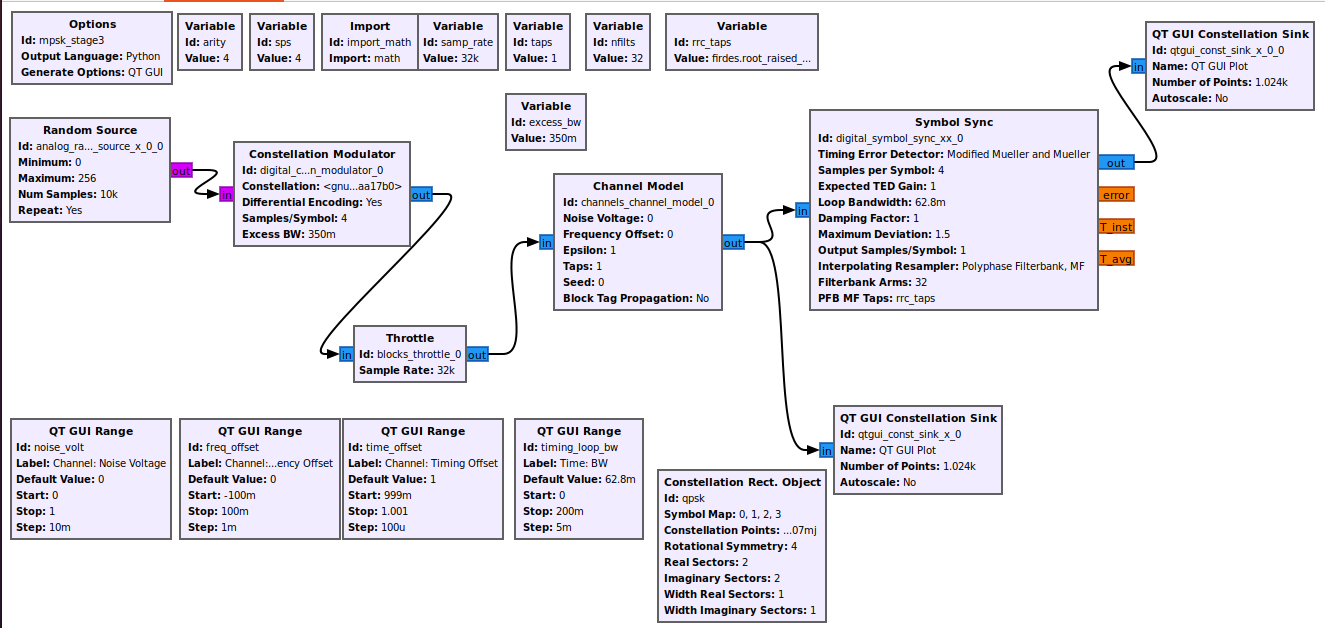 Options
Id: mpsk_stage3
Output Language: Python
Generate Options: QT GUI
Variable
Id: arity
Value: 4
Variable
Id: sps
Value: 4
Import
Id: import_math
Import: math
Variable
Id: samp_rate
Value: 32k
Variable
Id: taps
Value: 1
Variable
Id: nfilts
Value: 32
Variable
Id: rrc_taps
Value: firdes.root_raised_...
QT GUI Constellation Sink
Id: qtgui_const_sink_x_0_0
Name: QT GUI Plot
Number of Points: 1.024k
Autoscale: No
in
Variable
Id: excess_bw
Value: 350m
Random Source
Id: analog_ra..._source_x_0_0
Minimum: 0
Maximum: 256
Num Samples: 10k
Repeat: Yes
out
Constellation Modulator
Id: digital_c...n_modulator_0
Constellation: <gnu...aa17b0>
Differential Encoding: Yes
Samples/Symbol: 4
Excess BW: 350m
in
out
Channel Model
Id: channels_channel_model_0
Noise Voltage: 0
Frequency Offset: 0
Epsilon: 1
Taps: 1
Seed: 0
Block Tag Propagation: No
in
out
Symbol Sync
Id: digital_symbol_sync_xx_0
Timing Error Detector: Modified Mueller and Mueller
Samples per Symbol: 4
Expected TED Gain: 1
Loop Bandwidth: 62.8m
Damping Factor: 1
Maximum Deviation: 1.5
Output Samples/Symbol: 1
Interpolating Resampler: Polyphase Filterbank, MF
Filterbank Arms: 32
PFB MF Taps: rrc_taps
in
out
error
T_inst
T_avg
Throttle
Id: blocks_throttle_0
Sample Rate: 32k
in
out
QT GUI Range
Id: noise_volt
Label: Channel: Noise Voltage
Default Value: 0
Start: 0
Stop: 1
Step: 10m
QT GUI Range
Id: freq_offset
Label: Channel:...ency Offset
Default Value: 0
Start: -100m
Stop: 100m
Step: 1m
QT GUI Range
Id: time_offset
Label: Channel: Timing Offset
Default Value: 1
Start: 999m
Stop: 1.001
Step: 100u
QT GUI Range
Id: timing_loop_bw
Label: Time: BW
Default Value: 62.8m
Start: 0
Stop: 200m
Step: 5m
QT GUI Constellation Sink
Id: qtgui_const_sink_x_0
Name: QT GUI Plot
Number of Points: 1.024k
Autoscale: No
in
Constellation Rect. Object
Id: qpsk
Symbol Map: 0, 1, 2, 3
Constellation Points: ...07mj
Rotational Symmetry: 4
Real Sectors: 2
Imaginary Sectors: 2
Width Real Sectors: 1
Width Imaginary Sectors: 1